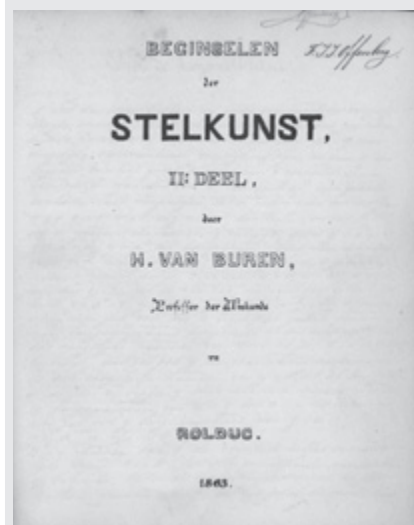 BEGINSELEN
der
STELKUNST,
II: DEEL,
door
H. VAN BUREN,
Professor der Wiskunde
te
ROLDUC.
1863.